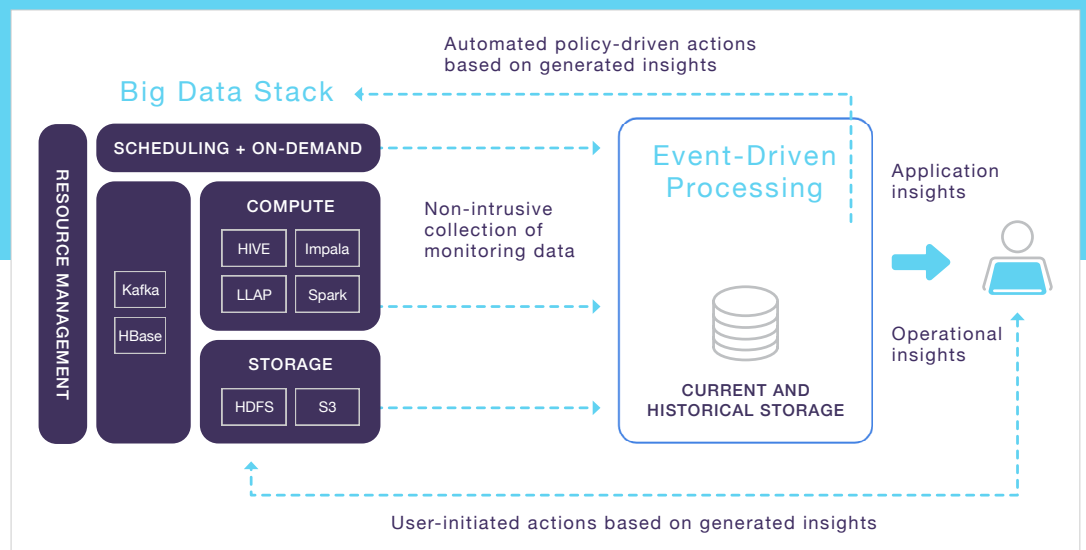 Automated policy-driven actions
based on generated insights
Big Data Stack
RESOURCE MANAGEMENT
SCHEDULING + ON-DEMAND
Kafka
HBase
COMPUTE
HIVE
Impala
LLAP
Spark
STORAGE
HDFS
S3
Non-intrusive
collection of
monitoring data
Event-Driven
Processing
CURRENT AND
HISTORICAL STORAGE
Application
insights
Operational
insights
User-initiated actions based on generated insights